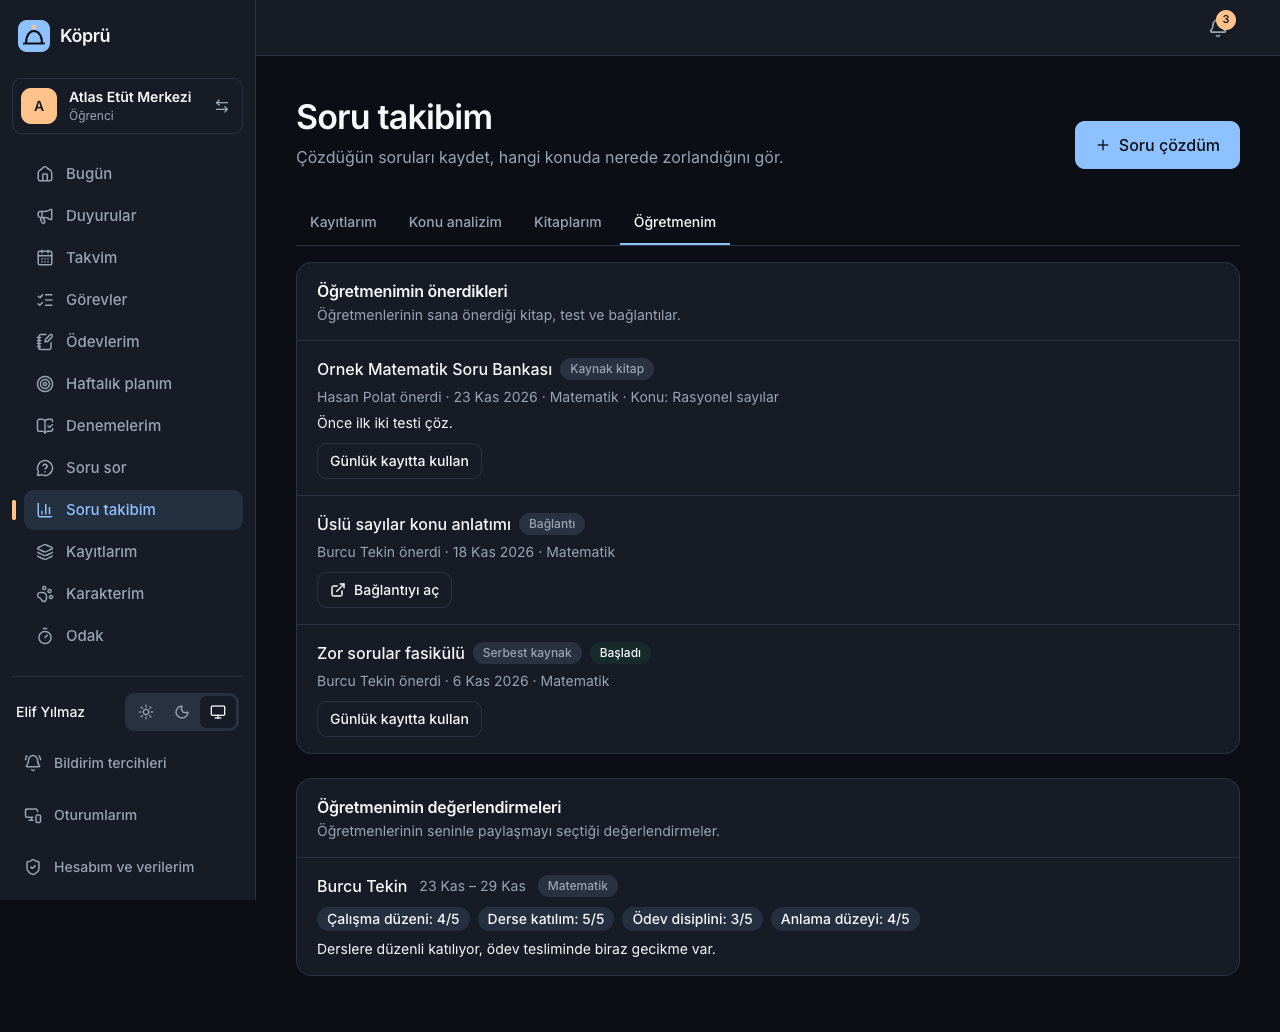 Köprü
3
A
Atlas Etüt Merkezi
Öğrenci
Bugün
Duyurular
Takvim
Görevler
Ödevlerim
Haftalık planım
Denemelerim
Soru sor
Soru takibim
Kayıtlarım
Karakterim
Odak
Elif Yılmaz
Bildirim tercihleri
Oturumlarım
Hesabım ve verilerim
Soru takibim
Çözdüğün soruları kaydet, hangi konuda nerede zorlandığını gör.
Soru çözdüm
Kayıtlarım Konu analizim Kitaplarım Öğretmenim
Öğretmenimin önerdikleri
Öğretmenlerinin sana önerdiği kitap, test ve bağlantılar.
Ornek Matematik Soru Bankası Kaynak kitap
Hasan Polat önerdi · 23 Kas 2026 · Matematik · Konu: Rasyonel sayılar
Önce ilk iki testi çöz.
Günlük kayıtta kullan
Üslü sayılar konu anlatımı Bağlantı
Burcu Tekin önerdi · 18 Kas 2026 · Matematik
Bağlantıyı aç
Zor sorular fasikülü Serbest kaynak Başladı
Burcu Tekin önerdi · 6 Kas 2026 · Matematik
Günlük kayıtta kullan
Öğretmenimin değerlendirmeleri
Öğretmenlerinin seninle paylaşmayı seçtiği değerlendirmeler.
Burcu Tekin 23 Kas – 29 Kas Matematik
Çalışma düzeni: 4/5 Derse katılım: 5/5 Ödev disiplini: 3/5 Anlama düzeyi: 4/5
Derslere düzenli katılıyor, ödev tesliminde biraz gecikme var.